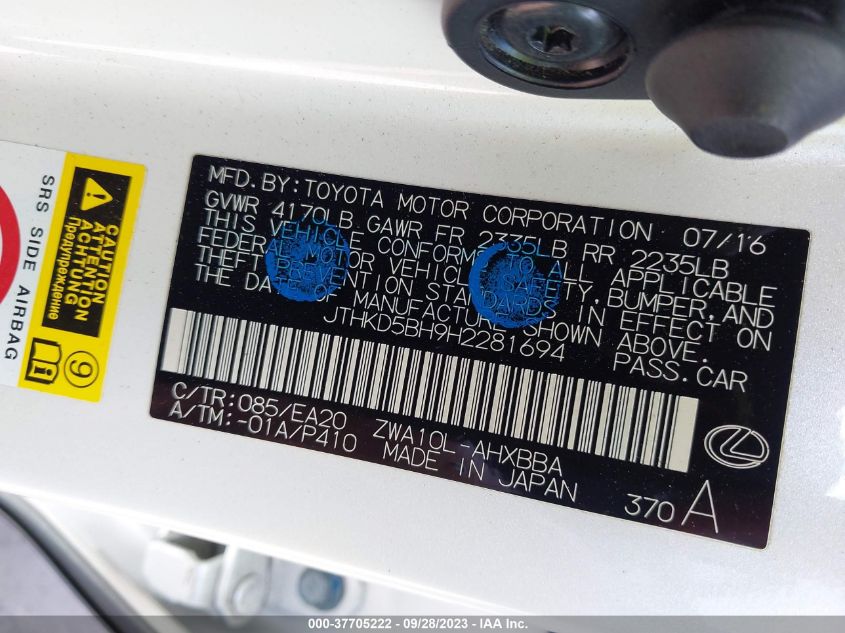 SRS SIDE AIRBAG
CAUTION
ATTENTION
ACHTUNG
Предупреждение
9
MFD.BY:TOYOTA MOTOR CORPORATION 07/16
GVWR 4170LB GAWR FR 2335LB RR 2235LB
THIS VEHICLE CONFORMS TO ALL APPLICABLE
FEDERAL MOTOR VEHICLE SAFETY, BUMPER, AND
THEFT PREVENTION STANDARDS IN EFFECT ON
THE DATE OF MANUFACTURE SHOWN ABOVE.
JTHKD5BH9H2281694 PASS.CAR
C/TR:085/EA20 ZWA10L-AHXBBA
A/TM:-01A/P410 MADE IN JAPAN
370 A
000-37705222 - 09/28/2023 - IAA Inc.